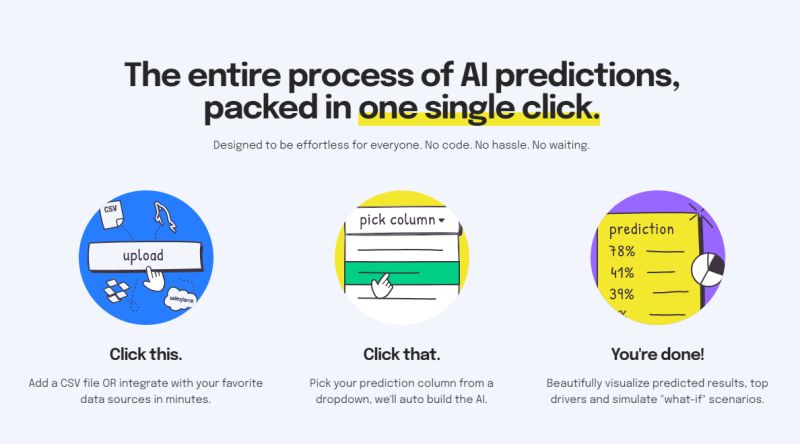 The entire process of AI predictions,
packed in one single click.
Designed to be effortless for everyone. No code. No hassle. No waiting.
CSV
upload
salesforce
pick column
prediction
78%
41%
39%
Click this.
Click that.
You're done!
Add a CSV file OR integrate with your favorite
data sources in minutes.
Pick your prediction column from a
dropdown, we'll auto build the AI.
Beautifully visualize predicted results, top
drivers and simulate "what-if" scenarios.